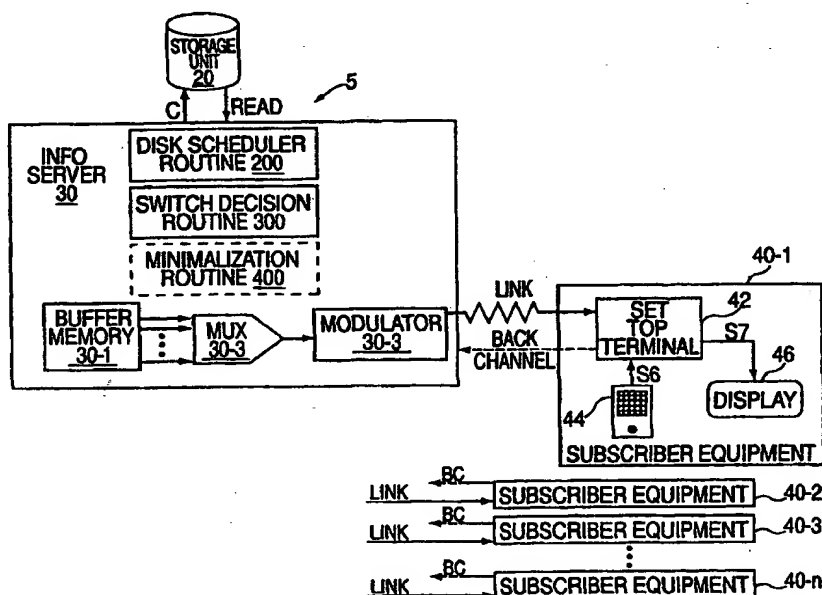 STORAGE
UNIT
20
5
C
READ
INFO
SERVER
30
DISK SCHEDULER
ROUTINE 200
SWITCH DECISION
ROUTINE 300
MINIMALIZATION
ROUTINE 400
BUFFER
MEMORY
30-1
MUX
30-3
MODULATOR
30-3
LINK
BACK
CHANNEL
40-1
SET
TOP
TERMINAL
42
S7
S6
44
46
DISPLAY
SUBSCRIBER EQUIPMENT
BC
LINK
SUBSCRIBER EQUIPMENT
40-2
BC
LINK
SUBSCRIBER EQUIPMENT
40-3
BC
LINK
SUBSCRIBER EQUIPMENT
40-n